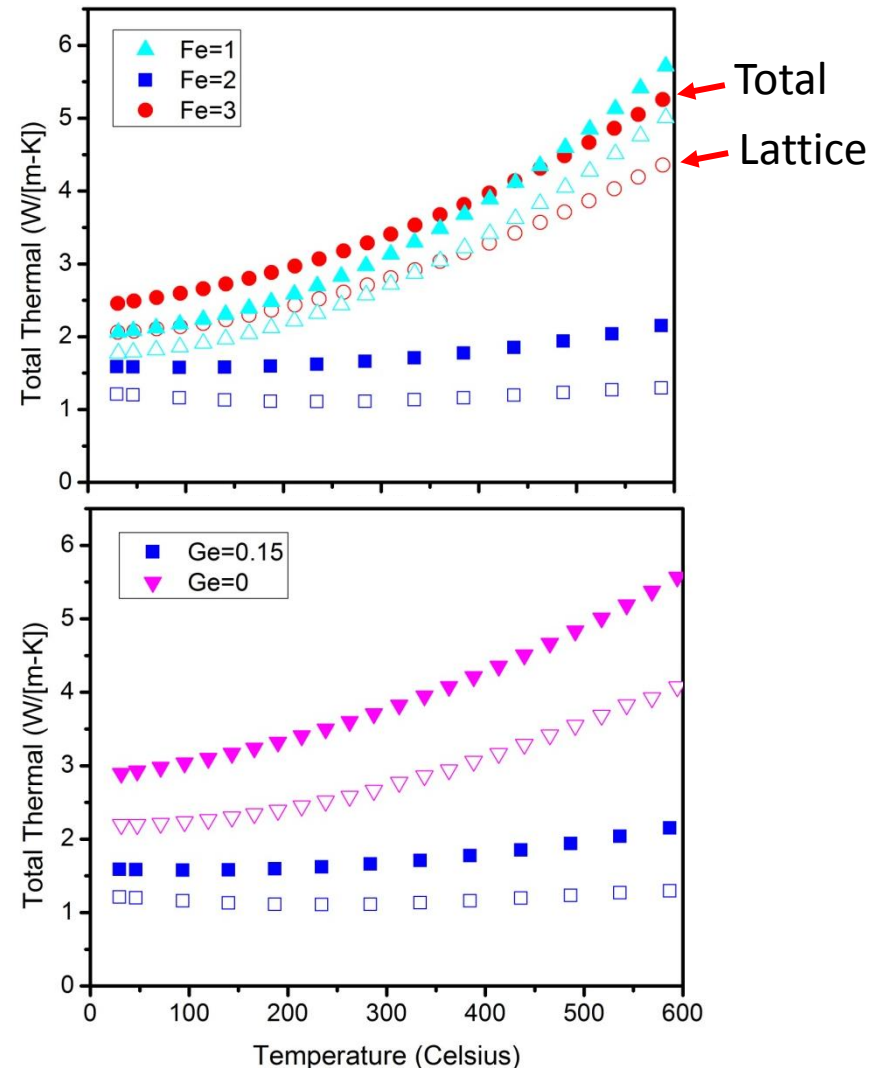 Total Thermal (W/[m-K])
6
5
4
3
2
1
0
Fe=1
Fe=2
Fe=3
Total
Lattice
Total Thermal (W/[m-K])
6
5
4
3
2
1
0
Ge=0.15
Ge=0
0 100 200 300 400 500 600
Temperature (Celsius)